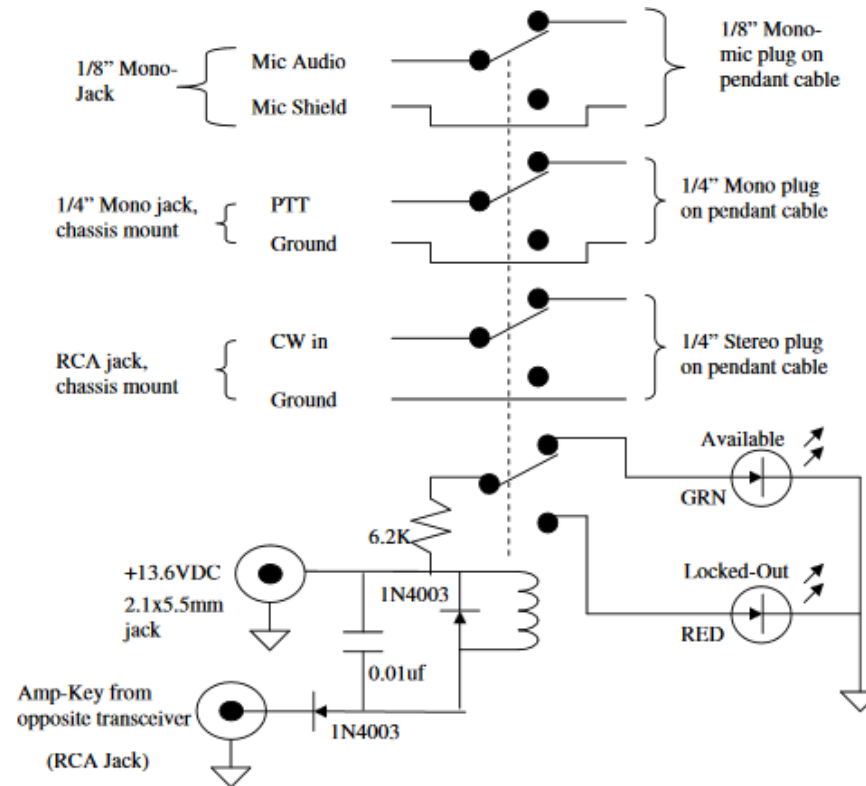 1/8” Mono-
Jack
Mic Audio
Mic Shield
1/8” Mono-
mic plug on
pendant cable
1/4” Mono jack,
chassis mount
PTT
Ground
1/4” Mono plug
on pendant cable
RCA jack,
chassis mount
CW in
Ground
1/4” Stereo plug
on pendant cable
Available
GRN
6.2K
+13.6VDC
2.1x5.5mm
jack
1N4003
Locked-Out
RED
0.01uf
Amp-Key from
opposite transceiver
(RCA Jack)
1N4003